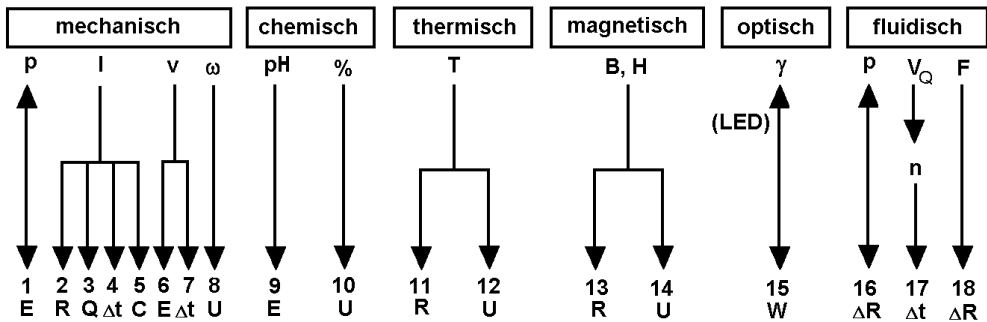 mechanisch chemisch thermisch magnetisch optisch fluidisch
p l v ω pH % T B, H γ p V_Q F
(LED)
n
1 2 3 4 5 6 7 8 9 10 11 12 13 14 15 16 17 18
E R Q Δt C E Δt U E U R U R U W ΔR Δt ΔR